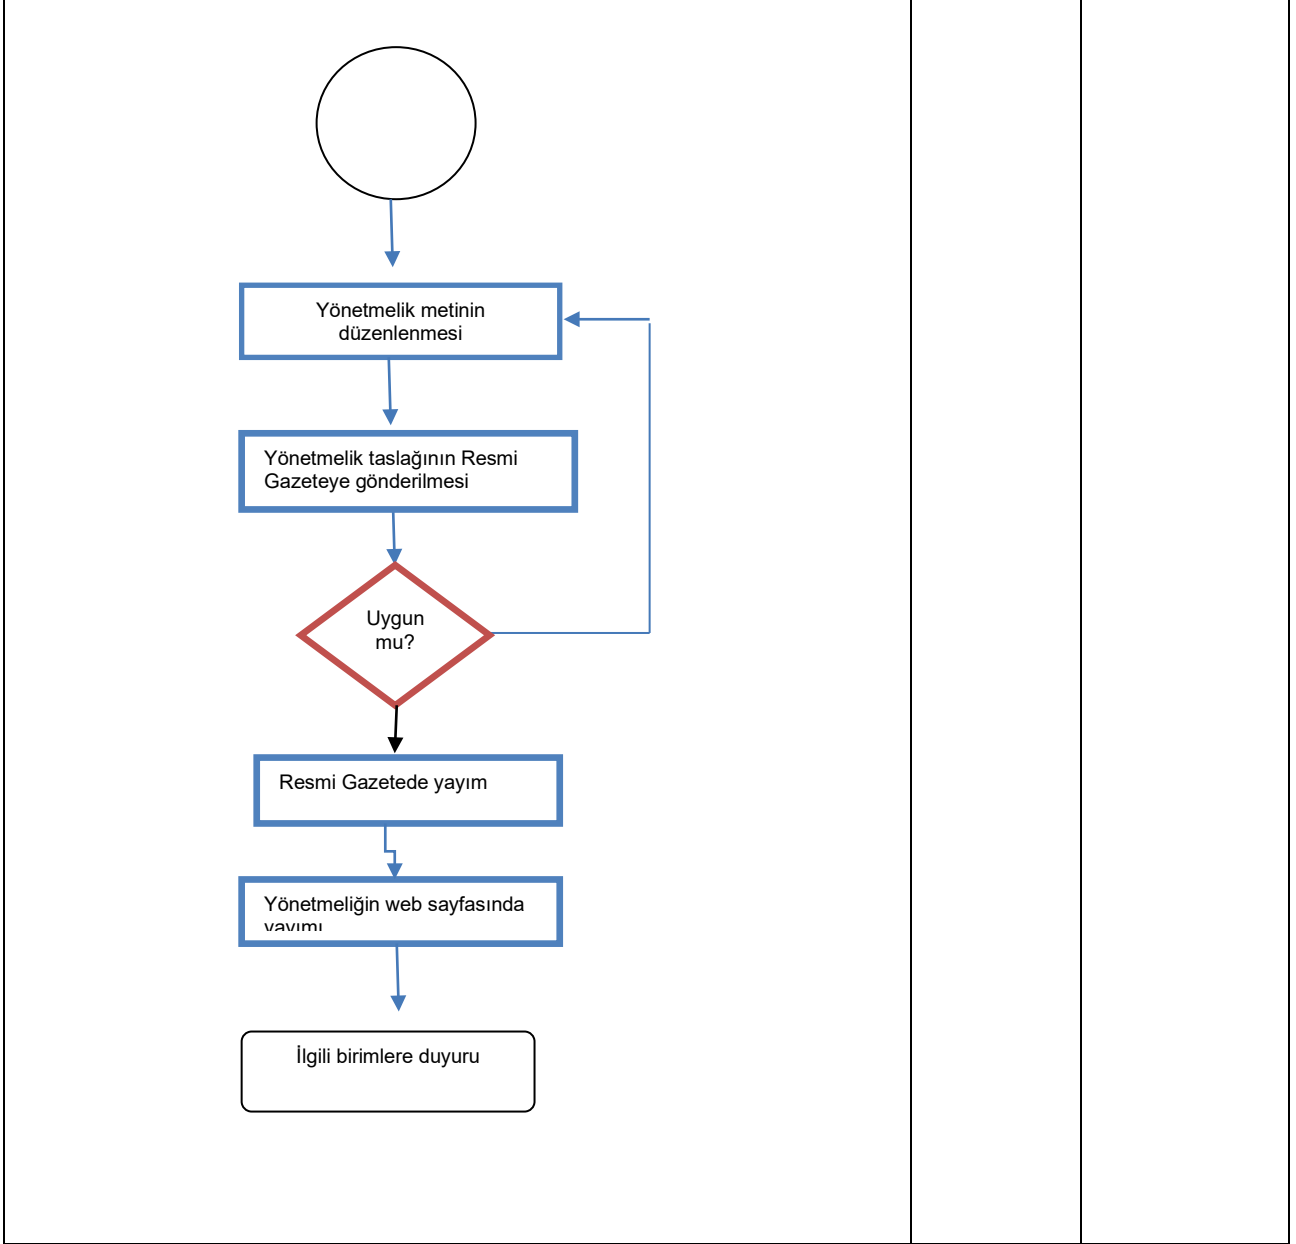 Yönetmelik metinin
düzenlenmesi
Yönetmelik taslağının Resmi
Gazeteye gönderilmesi
Uygun
mu?
Resmi Gazetede yayım
Yönetmeliğin web sayfasında
yayımı
İlgili birimlere duyuru